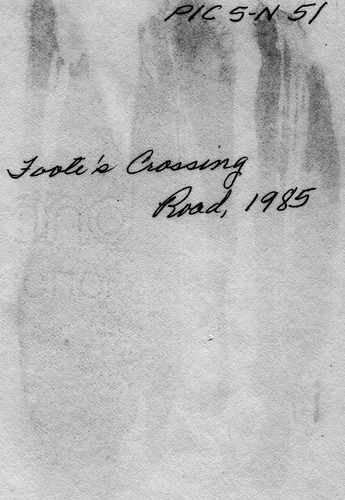 PIC 5-N 51
Foote's Crossing
Road, 1985